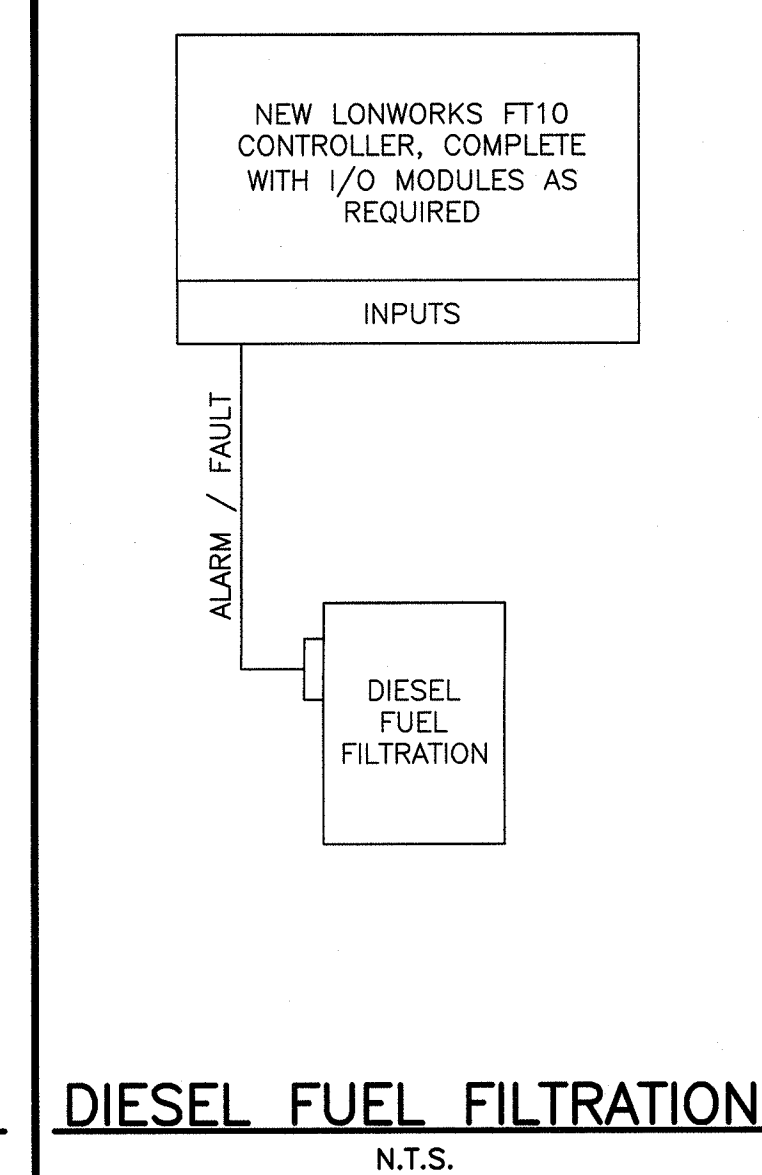 NEW LONWORKS FT10
CONTROLLER, COMPLETE
WITH I/O MODULES AS
REQUIRED
INPUTS
ALARM / FAULT
DIESEL
FUEL
FILTRATION
DIESEL FUEL FILTRATION
N.T.S.